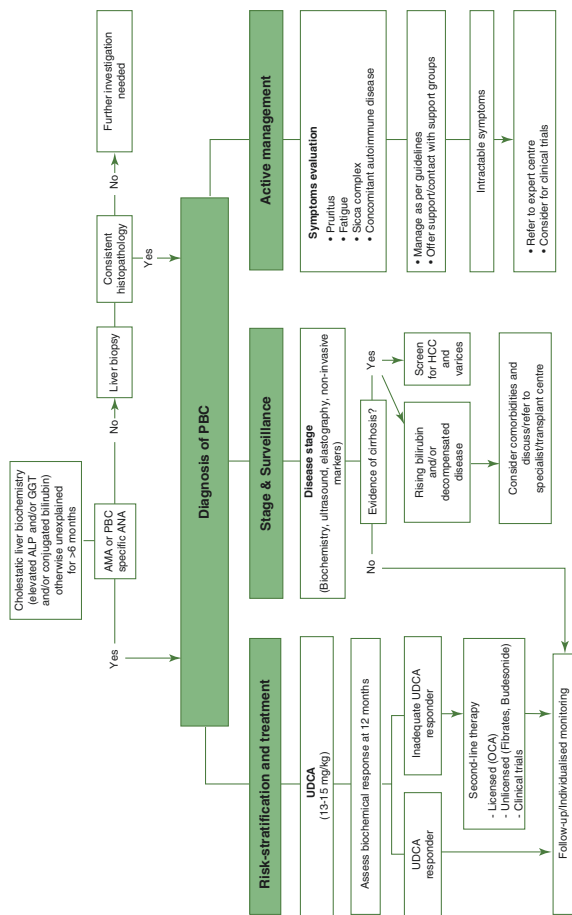 Cholestatic liver biochemistry
(elevated ALP and/or GGT
and/or conjugated bilirubin)
otherwise unexplained
for >6 months
AMA or PBC
specific ANA
No
Liver biopsy
Consistent
histopathology
No
Further investigation
needed
Yes
Yes
Diagnosis of PBC
Risk-stratification and treatment
UDCA
(13-15 mg/kg)
Assess biochemical response at 12 months
UDCA
responder
Inadequate UDCA
responder
Second-line therapy
- Licensed (OCA)
- Unlicensed (Fibrates, Budesonide)
- Clinical trials
Follow-up/Individualised monitoring
Stage & Surveillance
Disease stage
(Biochemistry, ultrasound, elastography, non-invasive
markers)
Evidence of cirrhosis?
No
Yes
Rising bilirubin
and/or
decompensated
disease
Screen
for HCC
and
varices
Consider comorbidities and
discuss/refer to
specialist/transplant centre
Active management
Symptoms evaluation
• Pruritus
• Fatigue
• Sicca complex
• Concomitant autoimmune disease
• Manage as per guidelines
• Offer support/contact with support groups
Intractable symptoms
• Refer to expert centre
• Consider for clinical trials